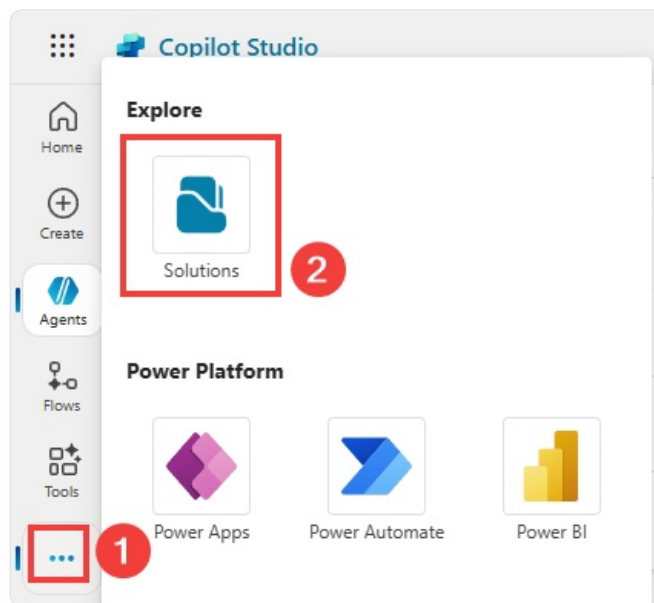 Copilot Studio
Home
Create
Agents
Flows
Tools
1
Explore
Solutions
2
Power Platform
Power Apps
Power Automate
Power BI